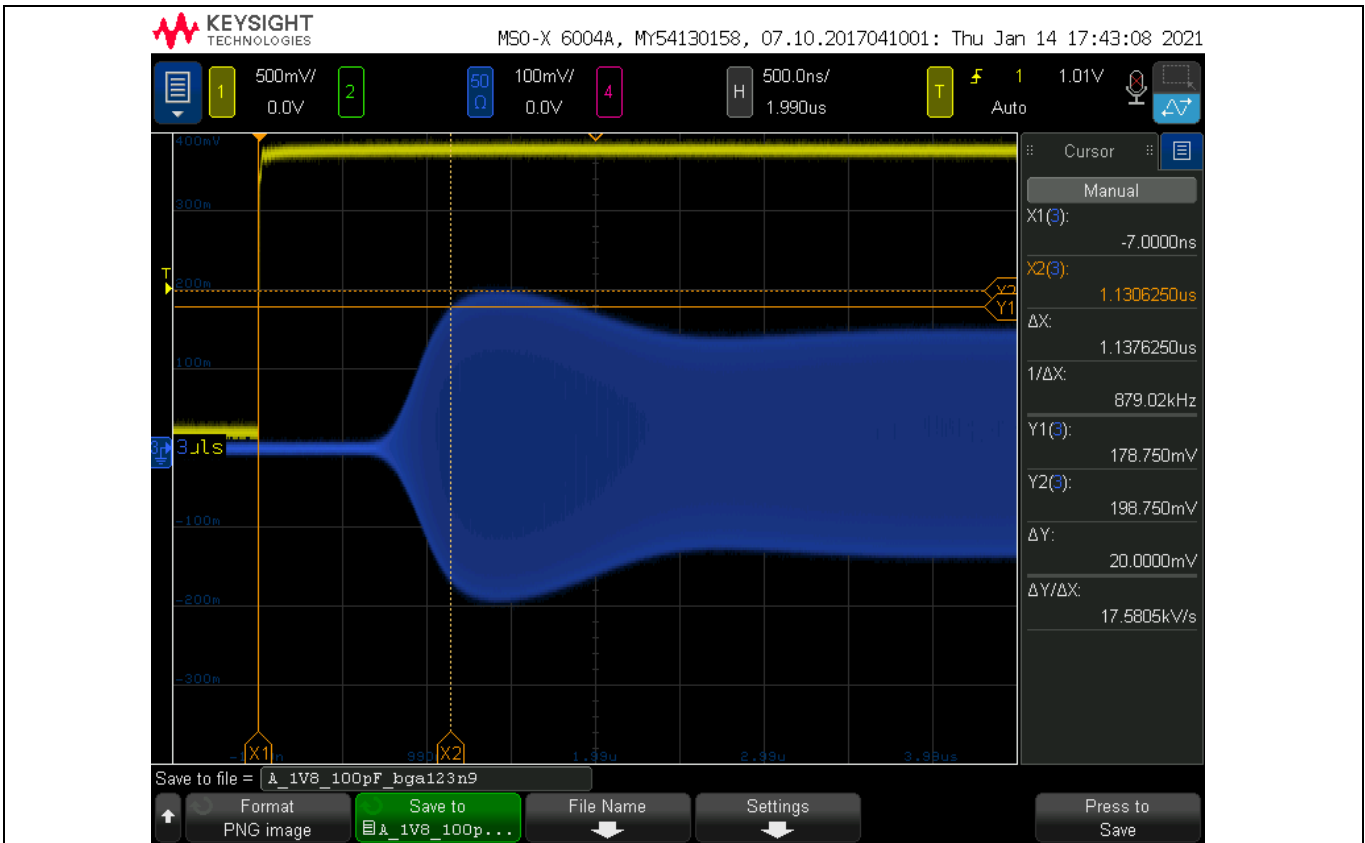 KEYSIGHT
TECHNOLOGIES
MSO-X 6004A, MY54130158, 07.10.2017041001: Thu Jan 14 17:43:08 2021
1 500mV/ 0.0V
2
50Ω 100mV/ 0.0V
4
H 500.0ns/ 1.990us
T 1 1.01V
Auto
400mV
300m
200m
100m
-100m
-200m
-300m
T
3
Y2
Y1
X1
X2
1.99u
2.99u
3.99us
Cursor
Manual
X1(3):
-7.0000ns
X2(3):
1.1306250us
ΔX:
1.1376250us
1/ΔX:
879.02kHz
Y1(3):
178.750mV
Y2(3):
198.750mV
ΔY:
20.0000mV
ΔY/ΔX:
17.5805kV/s
Save to file = A_1V8_100pF_bga123n9
Format
PNG image
Save to
A_1V8_100p...
File Name
Settings
Press to
Save